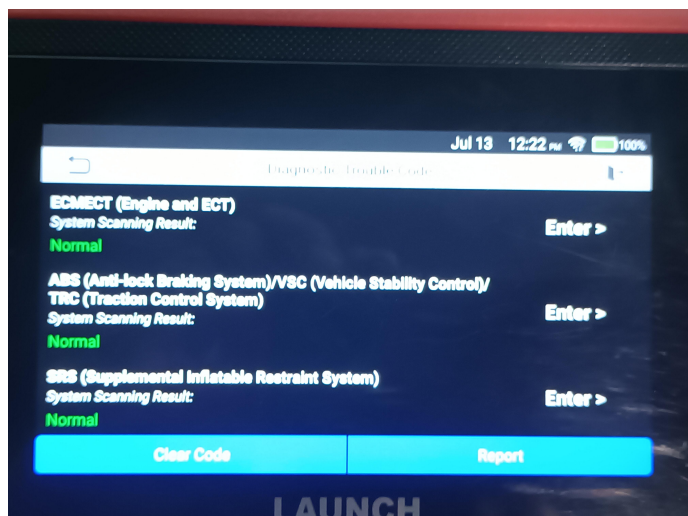 Jul 13 12:22 PM 100%
Diagnostic Trouble Code
ECM/ECT (Engine and ECT)
System Scanning Result:
Enter >
Normal
ABS (Anti-lock Braking System)/VSC (Vehicle Stability Control)/
TRC (Traction Control System)
System Scanning Result:
Enter >
Normal
SRS (Supplemental Inflatable Restraint System)
System Scanning Result:
Enter >
Normal
Clear Code
Report
LAUNCH